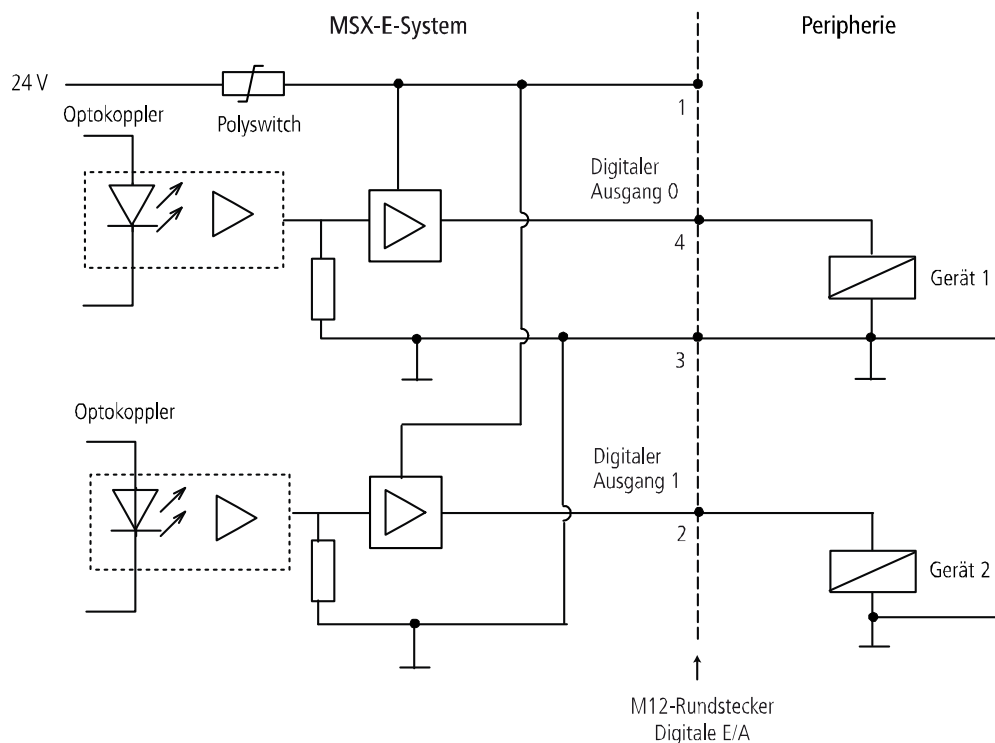 MSX-E-System
Peripherie
24 V
Optokoppler
Polyswitch
1
Digitaler
Ausgang 0
4
Gerät 1
3
Optokoppler
Digitaler
Ausgang 1
2
Gerät 2
M12-Rundstecker
Digitale E/A